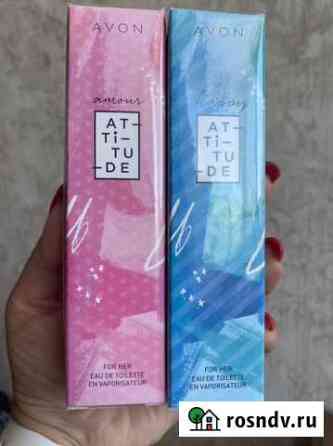 AVON
amour
AT-
TI-
TU-
DE
FOR HER
EAU DE TOILETTE
EN VAPORISATEUR
AVON
happy
AT-
TI-
TU-
DE
FOR HER
EAU DE TOILETTE
EN VAPORISATEUR
rosndv.ru